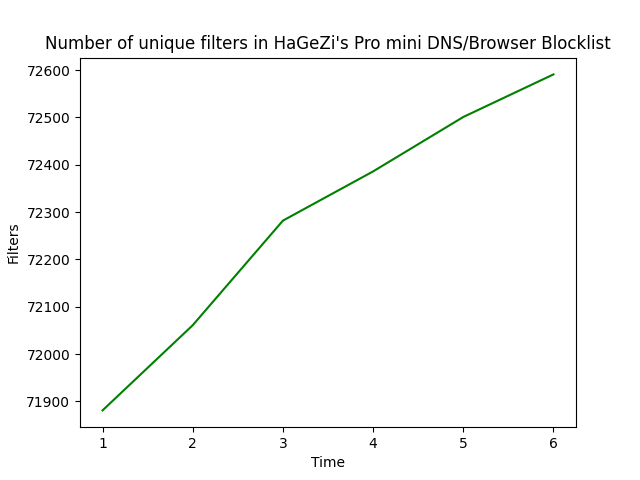 Number of unique filters in HaGeZi's Pro mini DNS/Browser Blocklist
72600
72500
72400
72300
72200
72100
72000
71900
Filters
1 2 3 4 5 6
Time